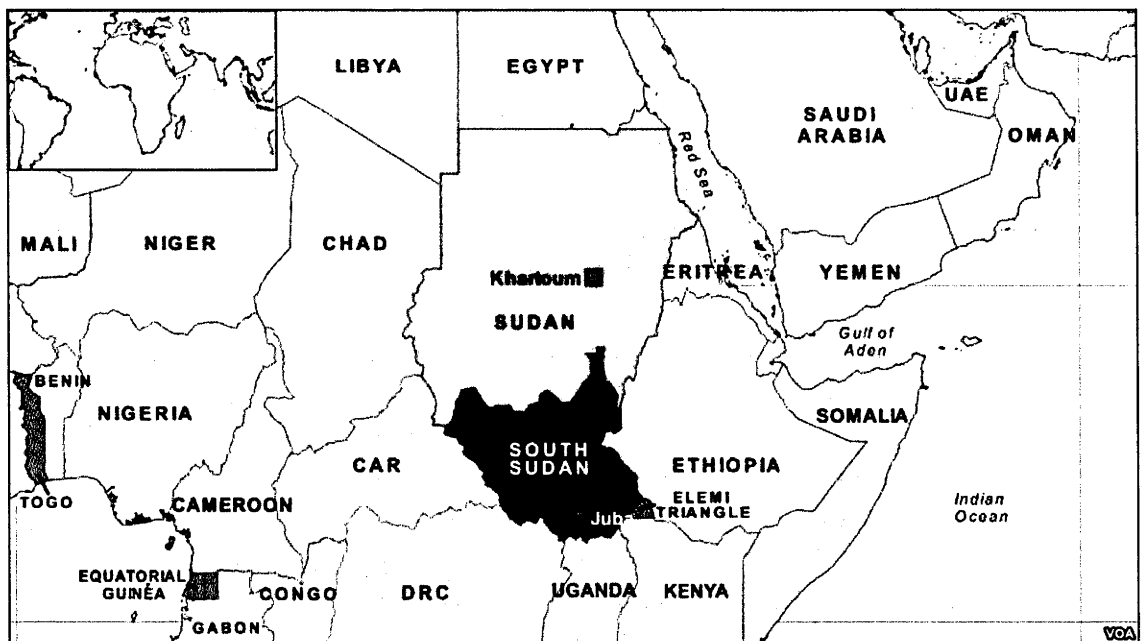 LIBYA
EGYPT
SAUDI
ARABIA
UAE
OMAN
Red Sea
MALI
NIGER
CHAD
Khartoum
SUDAN
ERITREA
YEMEN
Gulf of
Aden
BENIN
NIGERIA
SOMALIA
CAR
SOUTH
SUDAN
ETHIOPIA
TOGO
CAMEROON
ELEMI
TRIANGLE
Indian
Ocean
Jub
EQUATORIAL
GUINEA
CONGO
DRC
UGANDA
KENYA
GABON
VOA